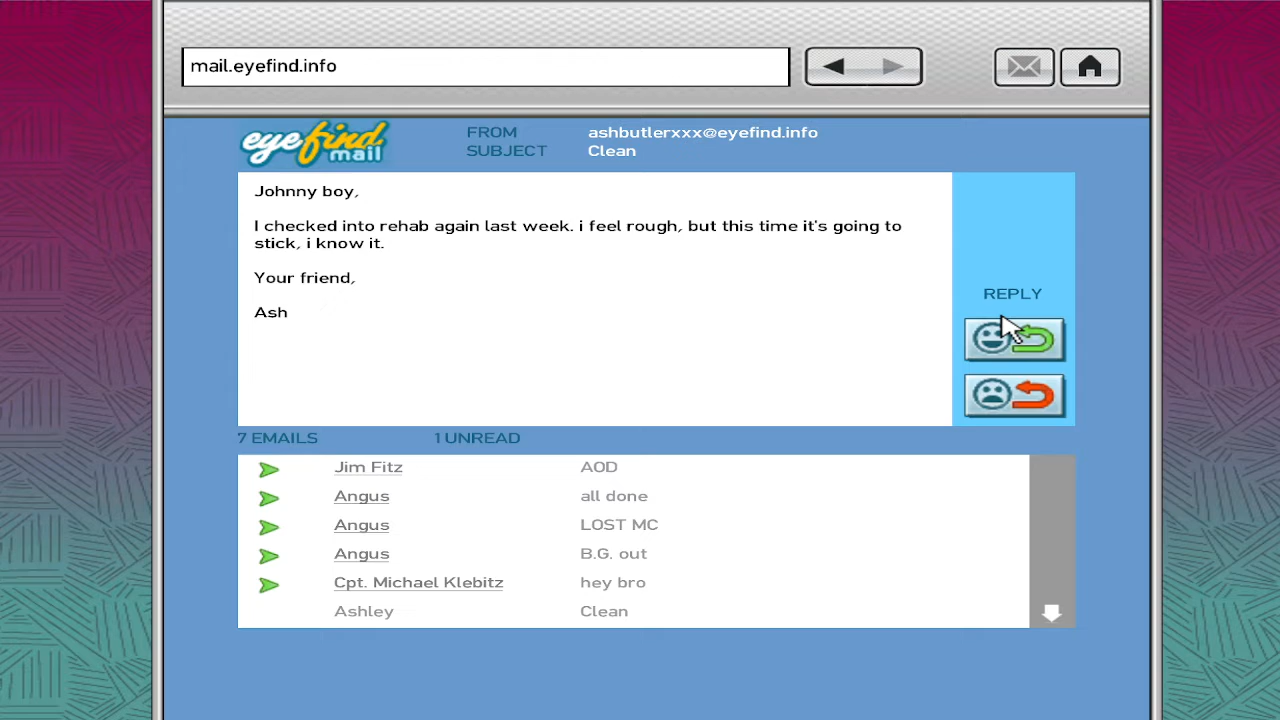 mail.eyefind.info
eyefind mail
FROM ashbutlerxxx@eyefind.info
SUBJECT Clean
Johnny boy,
I checked into rehab again last week. i feel rough, but this time it's going to
stick, i know it.
Your friend,
Ash
REPLY
7 EMAILS 1 UNREAD
Jim Fitz AOD
Angus all done
Angus LOST MC
Angus B.G. out
Cpt. Michael Klebitz hey bro
Ashley Clean